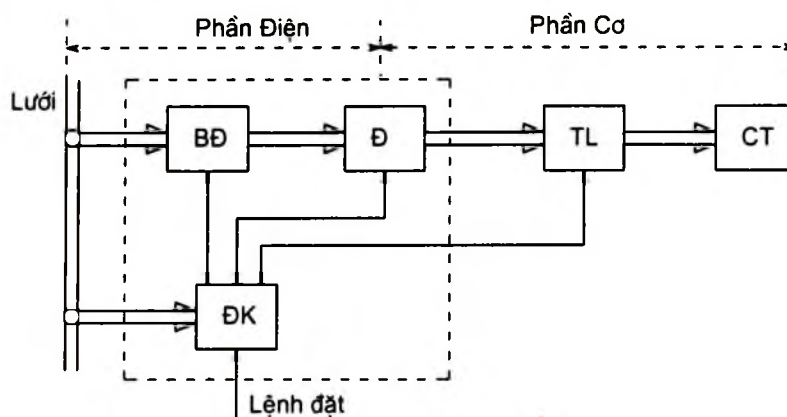 Phần Điện
Phần Cơ
Lưới
BĐ
Đ
TL
CT
ĐK
Lệnh đặt